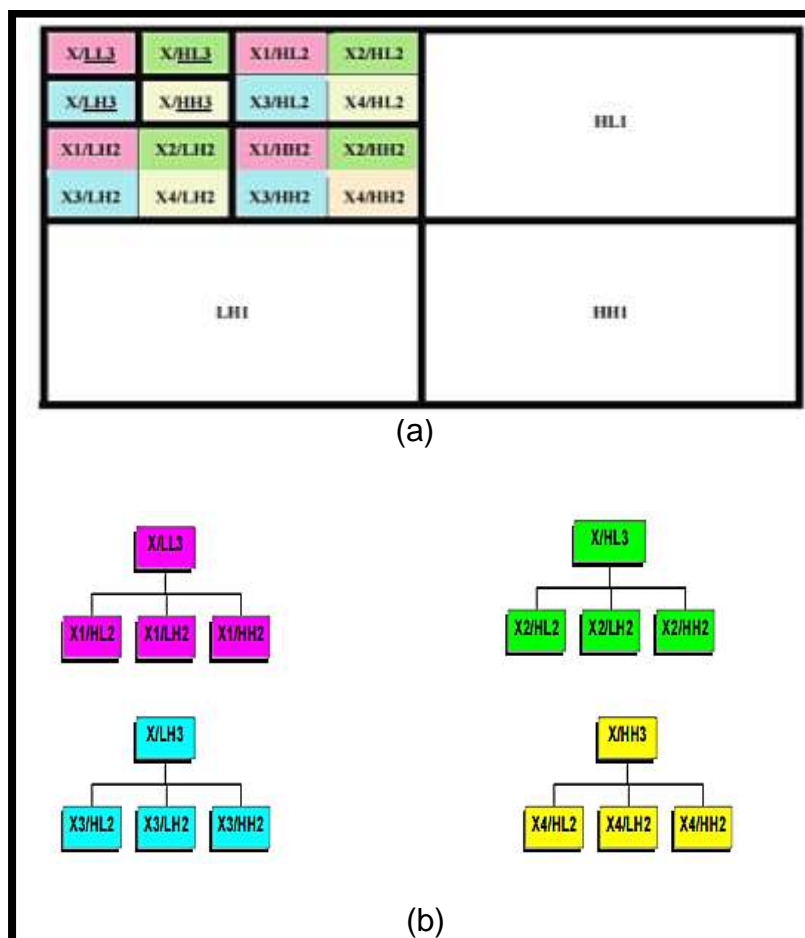 X/LL3 X/HL3 X1/HL2 X2/HL2
X/LH3 X/HH3 X3/HL2 X4/HL2
HL1
X1/LH2 X2/LH2 X1/HH2 X2/HH2
X3/LH2 X4/LH2 X3/HH2 X4/HH2
LH1 HH1
(a)
X/LL3
X1/HL2 X1/LH2 X1/HH2
X/HL3
X2/HL2 X2/LH2 X2/HH2
X/LH3
X3/HL2 X3/LH2 X3/HH2
X/HH3
X4/HL2 X4/LH2 X4/HH2
(b)